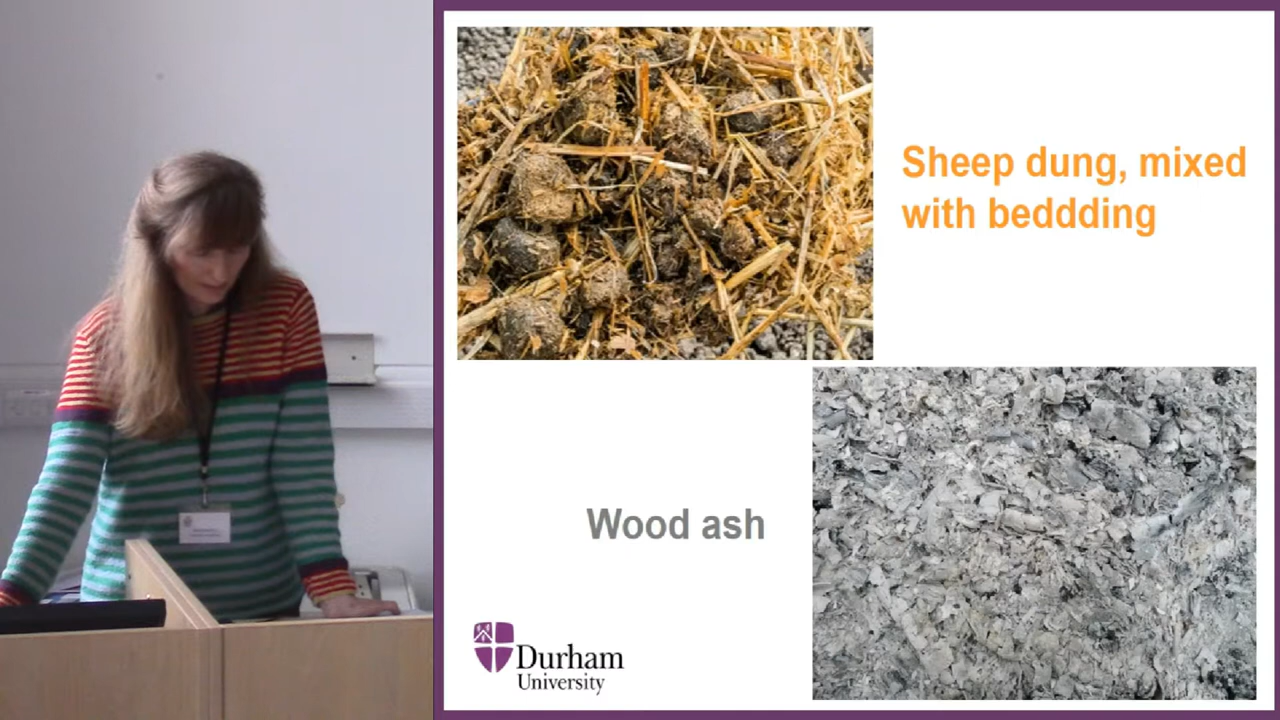 Sheep dung, mixed
with beddding
Wood ash
Durham
University